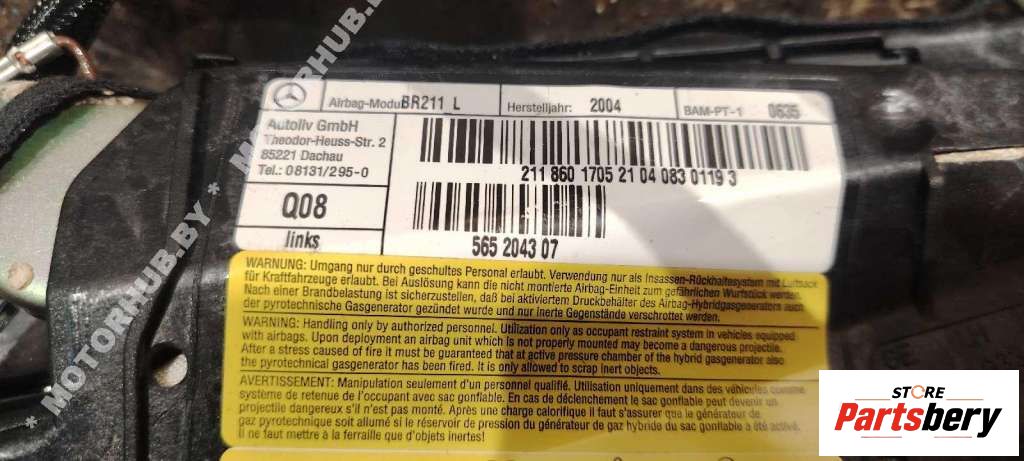 Airbag-Modu BR211_L Herstelljahr: 2004 BAM-PT-1 0635
Autoliv GmbH
Theodor-Heuss-Str. 2
85221 Dachau
Tel.: 08131/295-0
211 860 1705 21 04 083 0119 3
Q08
links
565 2043 07
WARNUNG: Umgang nur durch geschultes Personal erlaubt. Verwendung nur als Insassen-Rückhaltesystem mit Luftsack
für Kraftfahrzeuge erlaubt. Bei Auslösung kann die nicht montierte Airbag-Einheit zum gefährlichen Wurfstück werden.
Nach einer Brandbelastung ist sicherzustellen, daß bei aktiviertem Druckbehälter des Airbag-Hybridgasgenerators auch
der pyrotechnische Gasgenerator gezündet wurde und nur inerte Gegenstände verschrottet werden.
WARNING: Handling only by authorized personnel. Utilization only as occupant restraint system in vehicles equipped
with airbags. Upon deployment an airbag unit which is not properly mounted may become a dangerous projectile.
After a stress caused of fire it must be guaranteed that at active pressure chamber of the hybrid gasgenerator also
the pyrotechnical gasgenerator has been fired. It is only allowed to scrap inert objects.
AVERTISSEMENT: Manipulation seulement d'un personnel qualifié. Utilisation uniquement dans des véhicules comme
système de retenue de l'occupant avec sac gonflable. En cas de déclenchement le sac gonflable peut devenir un
projectile dangereux s'il n'est pas monté. Après une charge calorifique il faut s'assurer que le générateur de
gaz pyrotechnique soit allumé si le réservoir de pression du générateur de gaz hybride du sac gonflable a été activé.
Il ne faut mettre à la ferraille que d'objets inertes!
* MOTORHUB.BY * MOTORHUB.BY
STORE
Partsbery